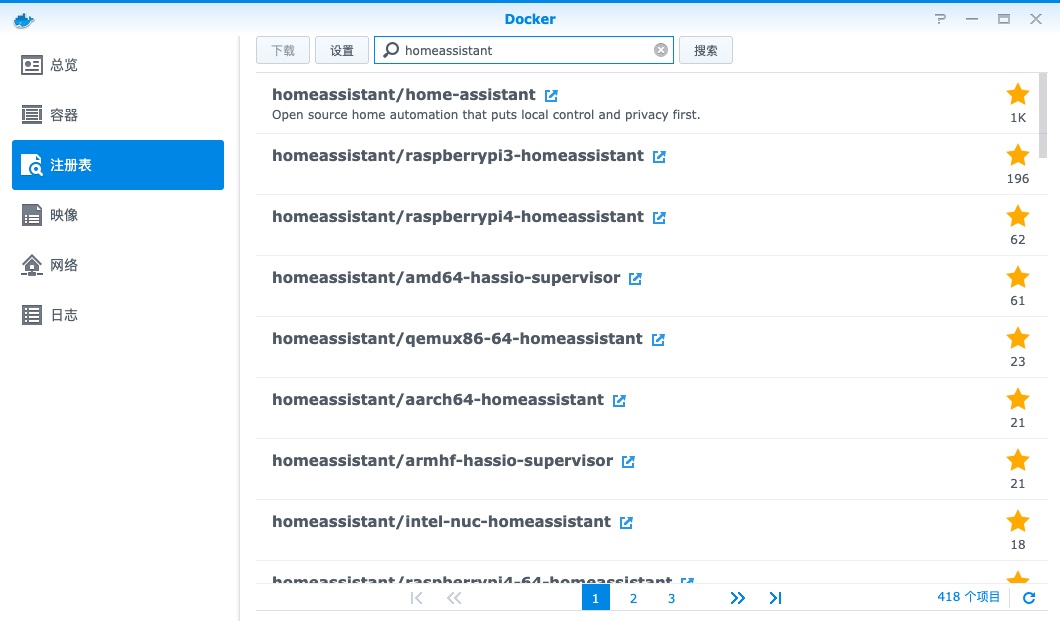 Docker
总览
容器
注册表
映像
网络
日志
下载 设置 homeassistant 搜索
homeassistant/home-assistant
Open source home automation that puts local control and privacy first.
1K
homeassistant/raspberrypi3-homeassistant
196
homeassistant/raspberrypi4-homeassistant
62
homeassistant/amd64-hassio-supervisor
61
homeassistant/qemux86-64-homeassistant
23
homeassistant/aarch64-homeassistant
21
homeassistant/armhf-hassio-supervisor
21
homeassistant/intel-nuc-homeassistant
18
homeassistant/raspberrypi4-64-homeassistant
1 2 3 418 个项目